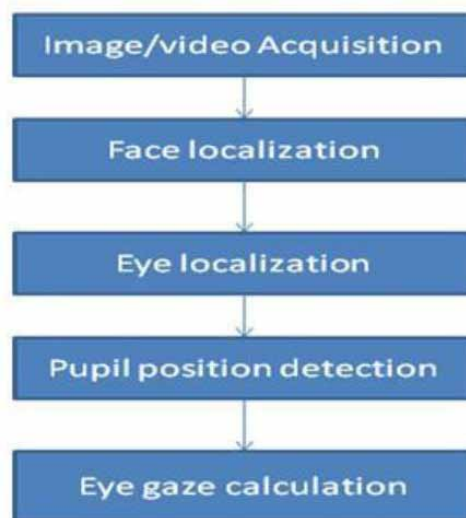 Image/video Acquisition
Face localization
Eye localization
Pupil position detection
Eye gaze calculation